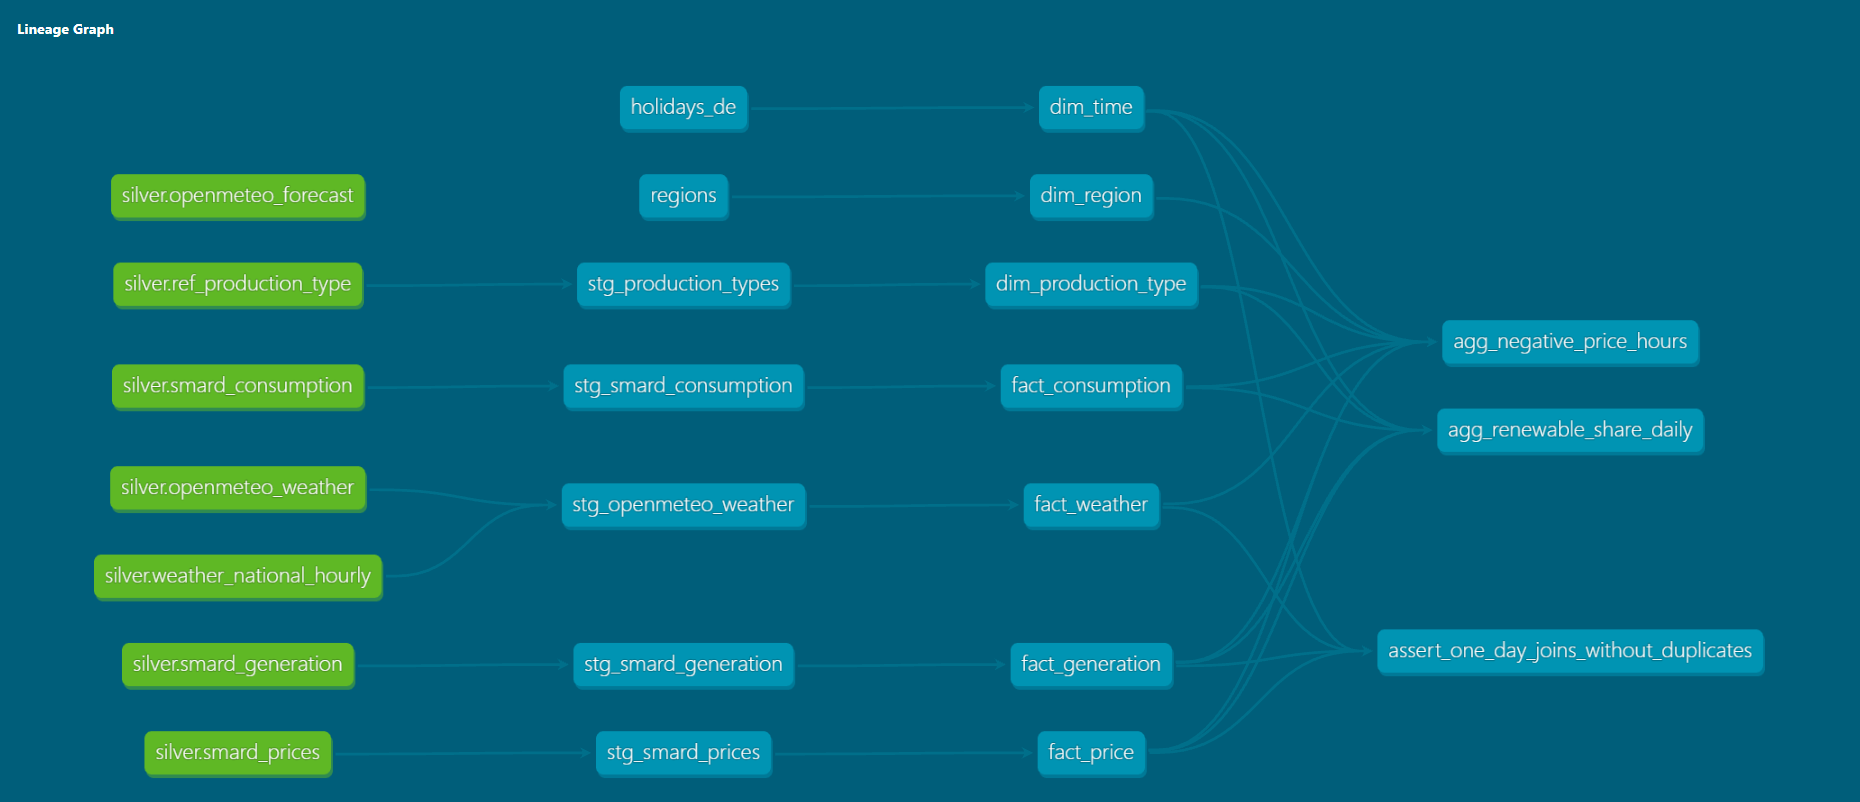 Lineage Graph
holidays_de
dim_time
silver.openmeteo_forecast
regions
dim_region
silver.ref_production_type
stg_production_types
dim_production_type
agg_negative_price_hours
silver.smard_consumption
stg_smard_consumption
fact_consumption
agg_renewable_share_daily
silver.openmeteo_weather
stg_openmeteo_weather
fact_weather
silver.weather_national_hourly
assert_one_day_joins_without_duplicates
silver.smard_generation
stg_smard_generation
fact_generation
silver.smard_prices
stg_smard_prices
fact_price